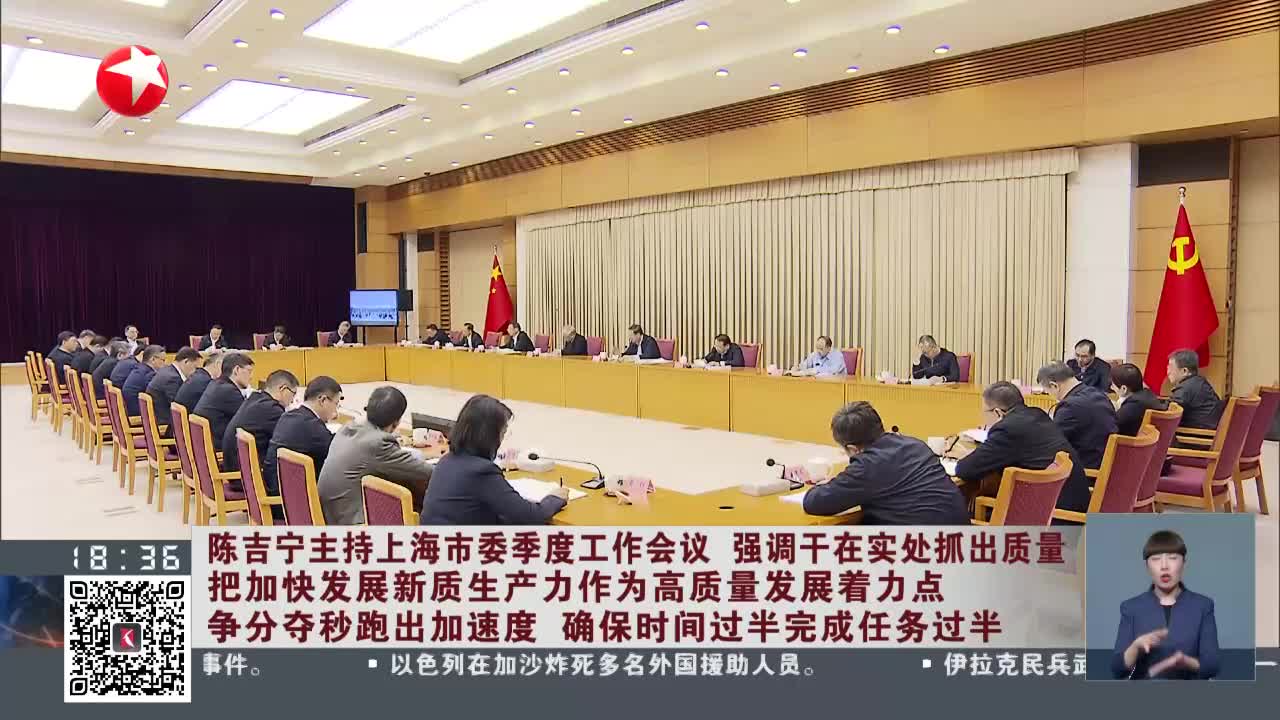 18:36
陈吉宁主持上海市委季度工作会议 强调干在实处抓出质量
把加快发展新质生产力作为高质量发展着力点
争分夺秒跑出加速度 确保时间过半完成任务过半
事件。 ▪ 以色列在加沙炸死多名外国援助人员。 ▪ 伊拉克民兵武